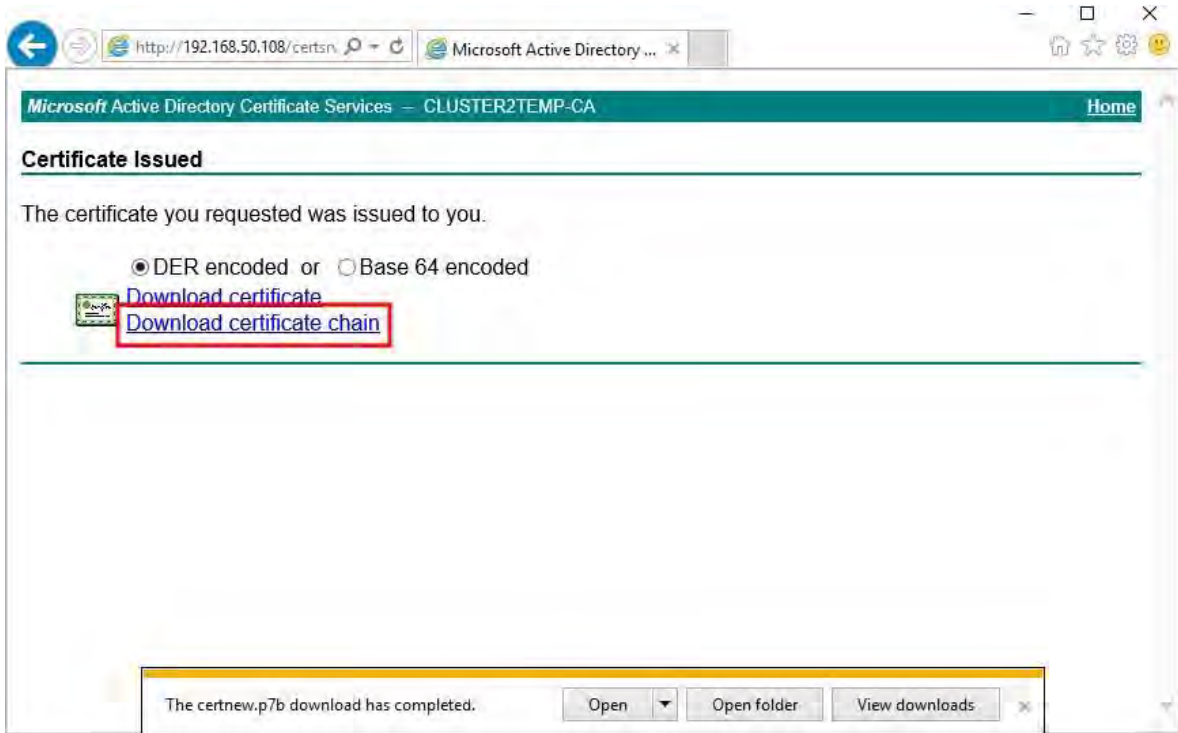 http://192.168.50.108/certsn
Microsoft Active Directory ...
Microsoft Active Directory Certificate Services – CLUSTER2TEMP-CA
Home
Certificate Issued
The certificate you requested was issued to you.
DER encoded or Base 64 encoded
Download certificate
Download certificate chain
The certnew.p7b download has completed.
Open
Open folder
View downloads